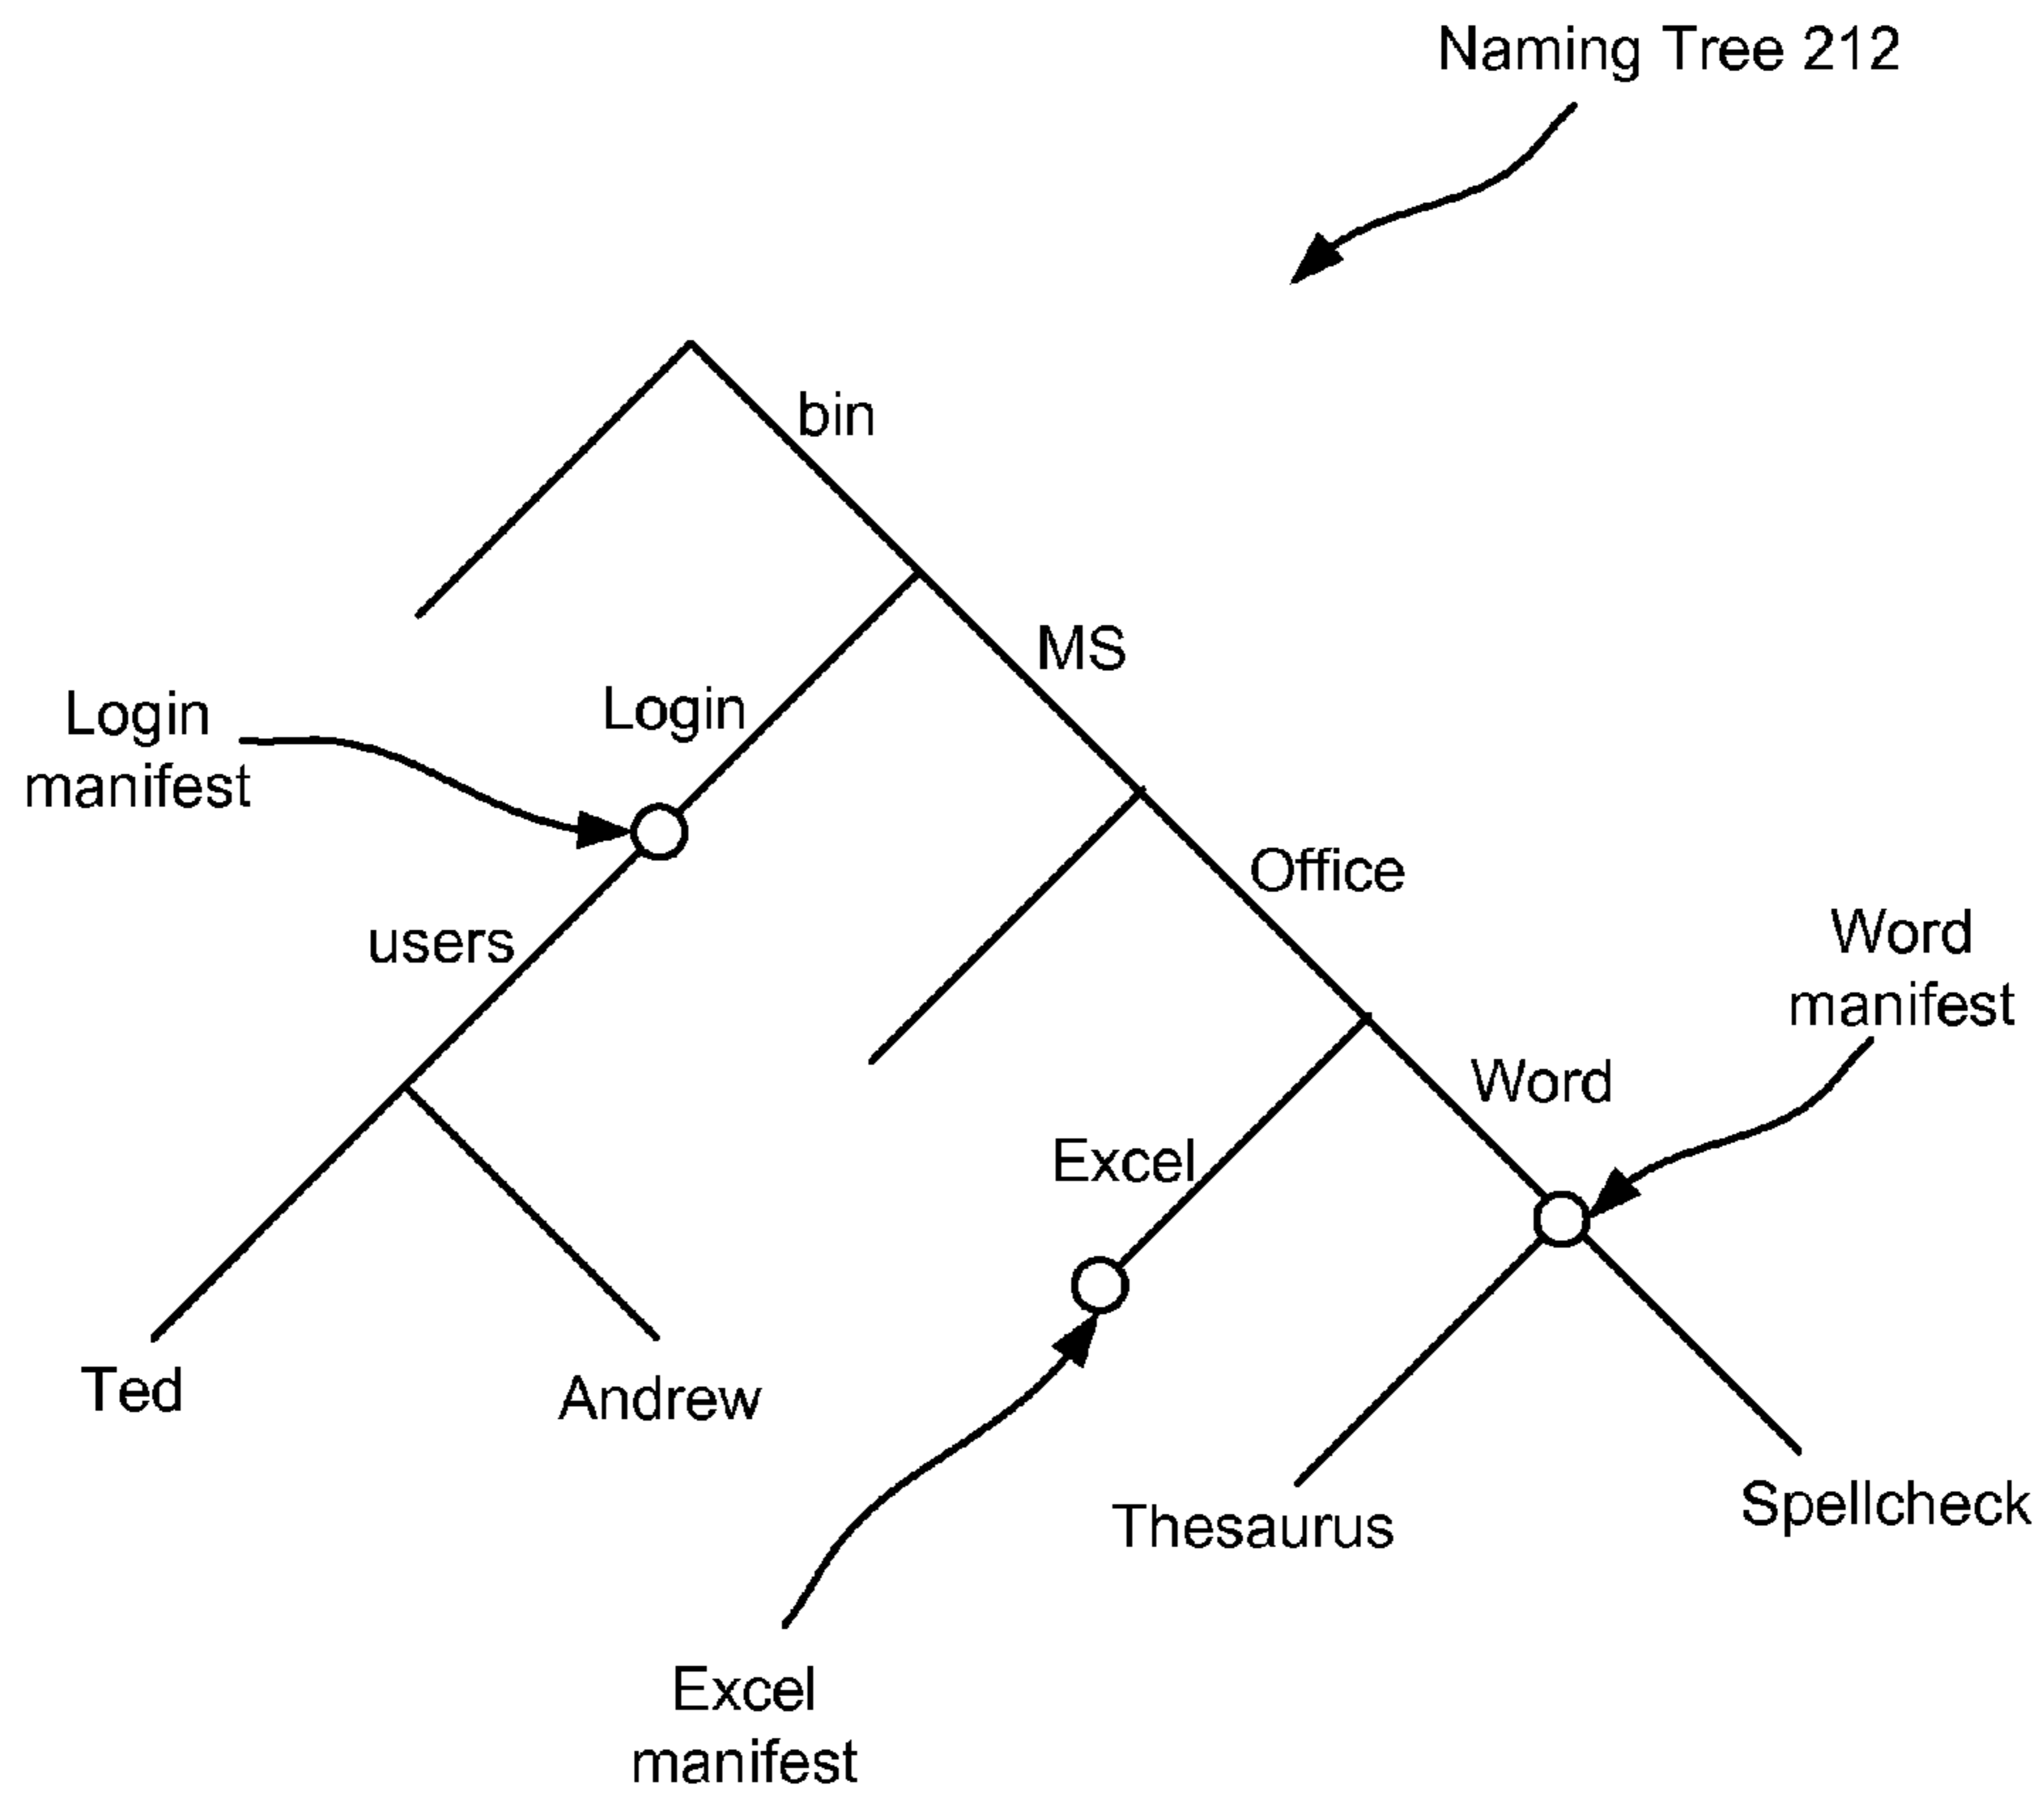 Naming Tree 212
bin
MS
Login
Login
manifest
Office
users
Word
manifest
Word
Excel
Ted
Andrew
Thesaurus
Spellcheck
Excel
manifest